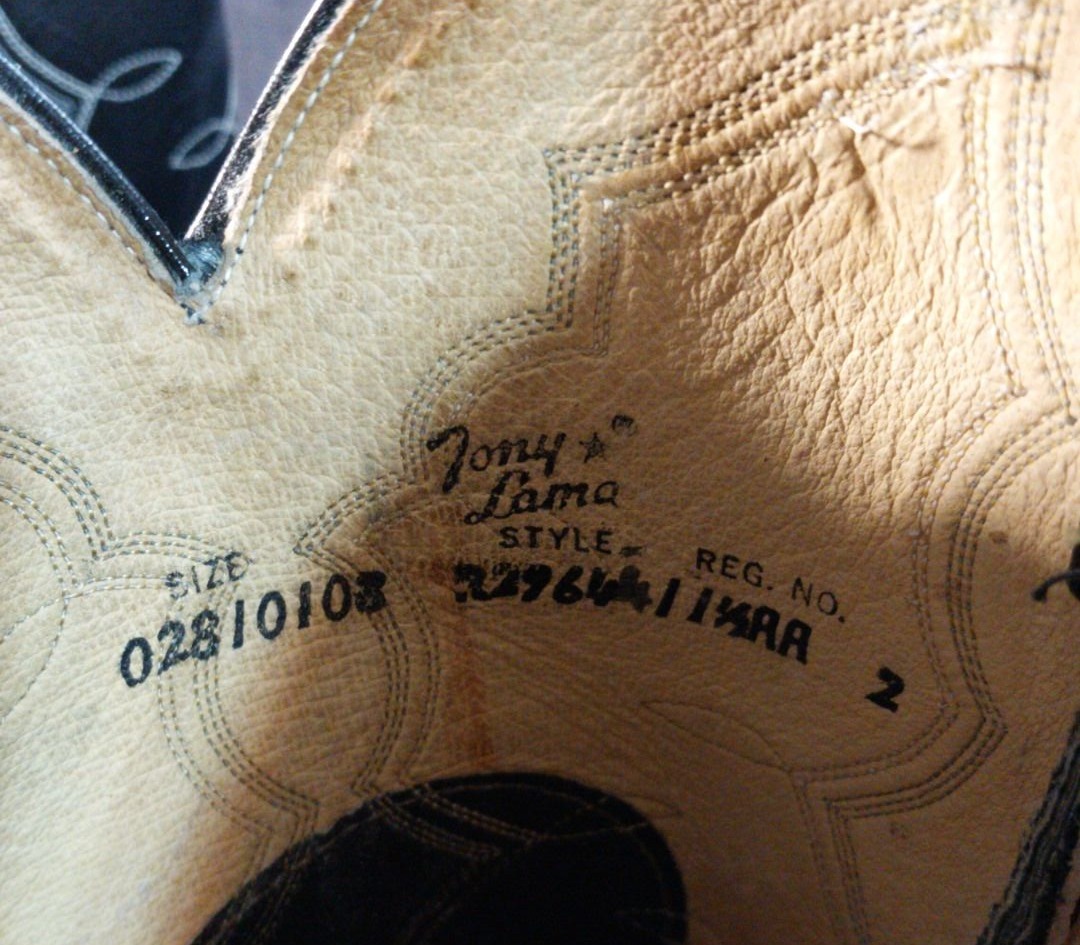 Tony
Lama
STYLE
SIZE
REG. NO.
02810103 11½AA
2